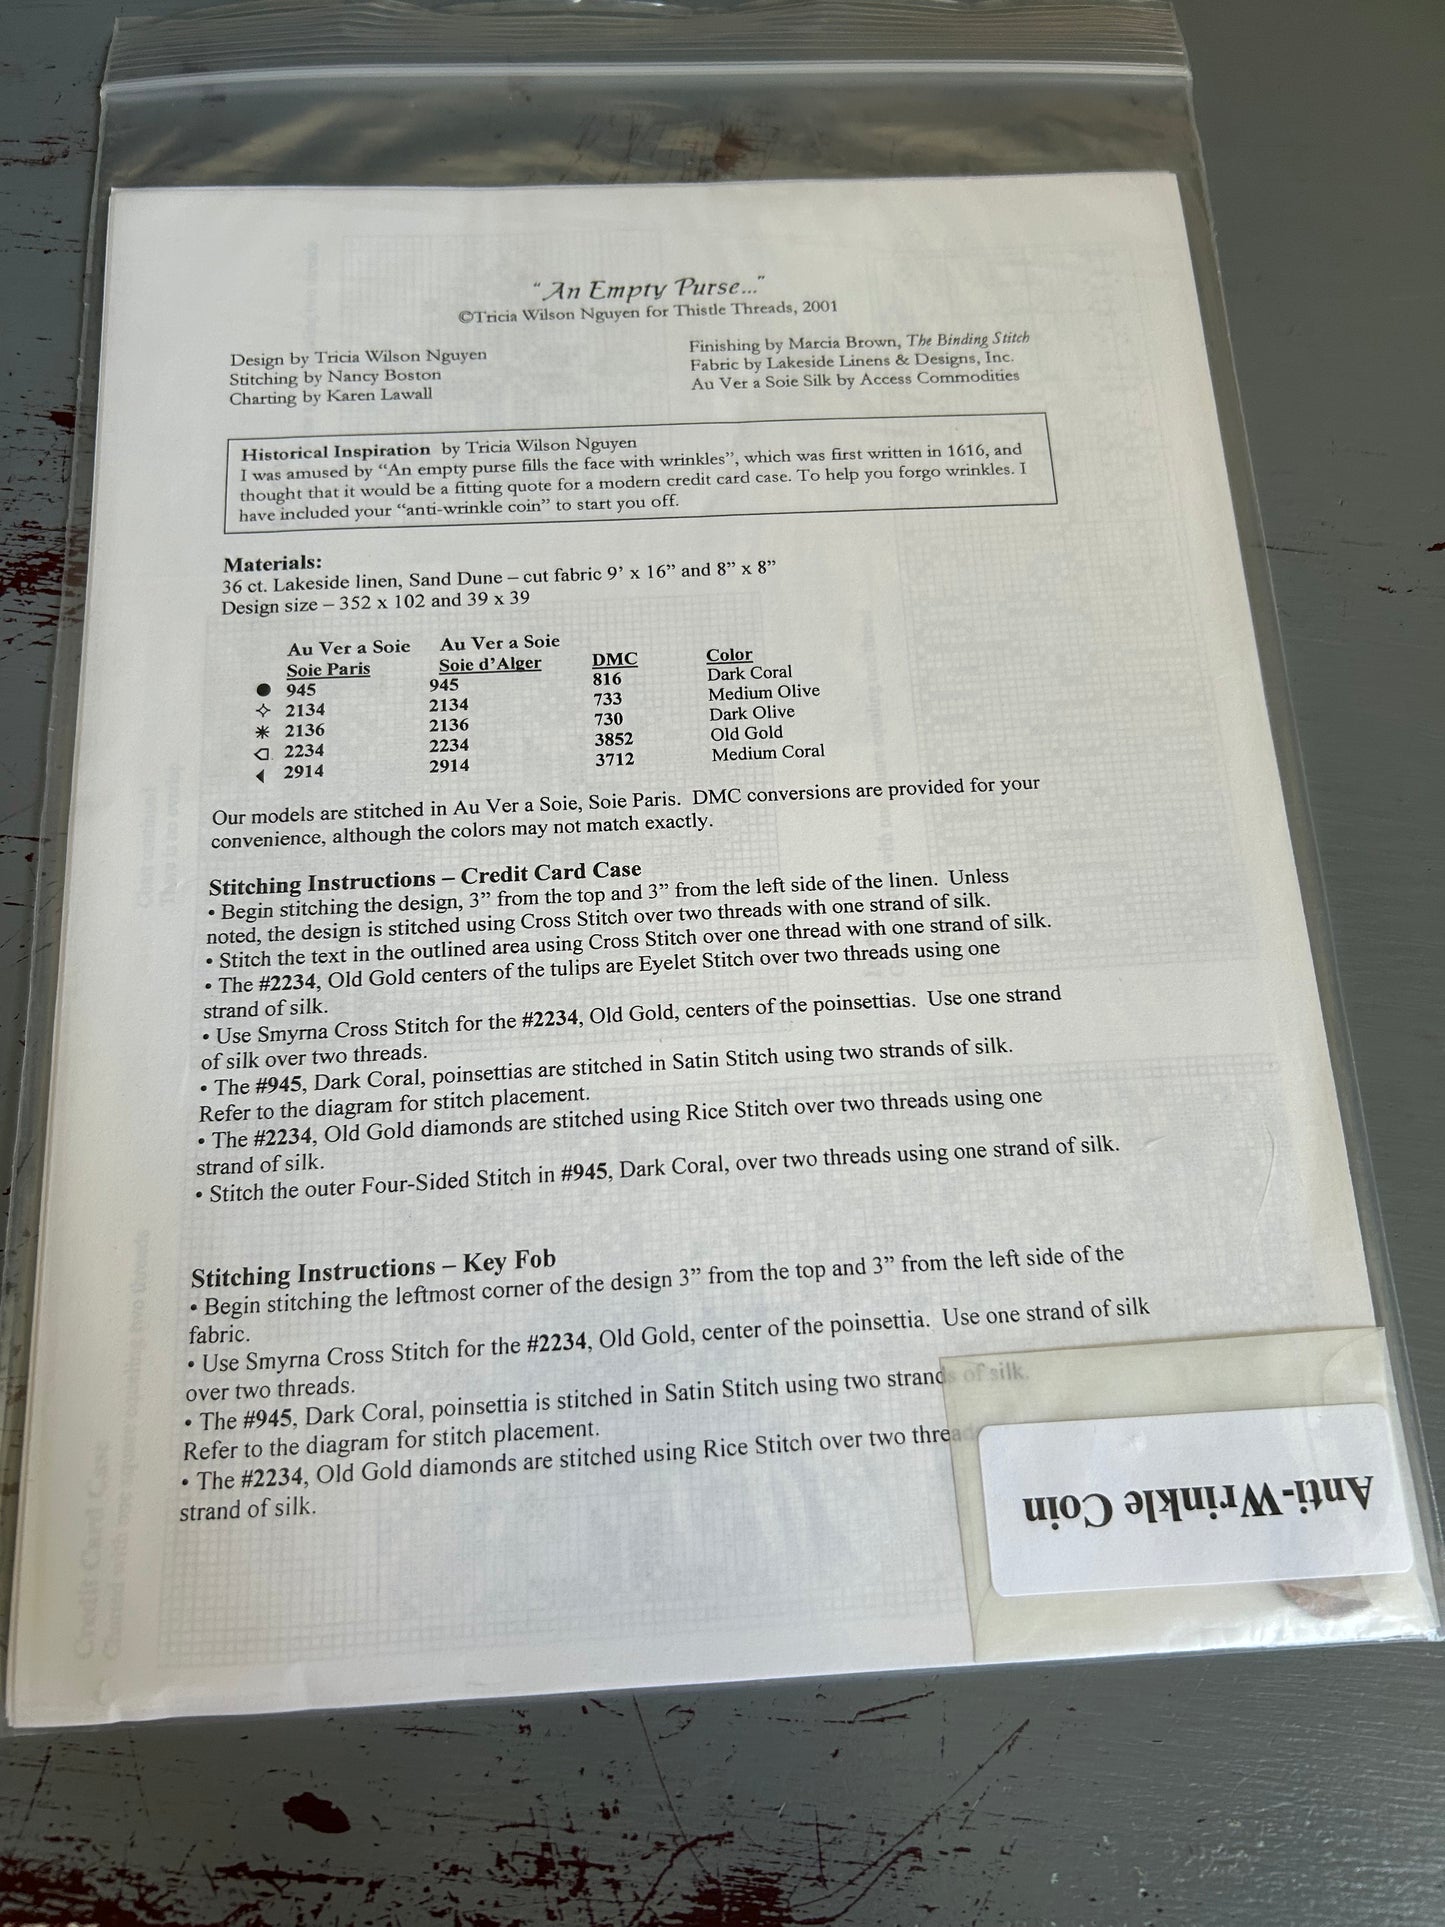 “An Empty Purse...”
©Tricia Wilson Nguyen for Thistle Threads, 2001
Design by Tricia Wilson Nguyen
Stitching by Nancy Boston
Charting by Karen Lawall
Finishing by Marcia Brown, The Binding Stitch
Fabric by Lakeside Linens & Designs, Inc.
Au Ver a Soie Silk by Access Commodities
Historical Inspiration by Tricia Wilson Nguyen
I was amused by “An empty purse fills the face with wrinkles”, which was first written in 1616, and
thought that it would be a fitting quote for a modern credit card case. To help you forgo wrinkles. I
have included your “anti-wrinkle coin” to start you off.
Materials:
36 ct. Lakeside linen, Sand Dune – cut fabric 9’ x 16” and 8” x 8”
Design size – 352 x 102 and 39 x 39
Au Ver a Soie Au Ver a Soie
Soie Paris Soie d’Alger DMC Color
945 945 816 Dark Coral
2134 2134 733 Medium Olive
2136 2136 730 Dark Olive
2234 2234 3852 Old Gold
2914 2914 3712 Medium Coral
Our models are stitched in Au Ver a Soie, Soie Paris. DMC conversions are provided for your
convenience, although the colors may not match exactly.
Stitching Instructions – Credit Card Case
• Begin stitching the design, 3” from the top and 3” from the left side of the linen. Unless
noted, the design is stitched using Cross Stitch over two threads with one strand of silk.
• Stitch the text in the outlined area using Cross Stitch over one thread with one strand of silk.
• The #2234, Old Gold centers of the tulips are Eyelet Stitch over two threads using one
strand of silk.
• Use Smyrna Cross Stitch for the #2234, Old Gold, centers of the poinsettias. Use one strand
of silk over two threads.
• The #945, Dark Coral, poinsettias are stitched in Satin Stitch using two strands of silk.
Refer to the diagram for stitch placement.
• The #2234, Old Gold diamonds are stitched using Rice Stitch over two threads using one
strand of silk.
• Stitch the outer Four-Sided Stitch in #945, Dark Coral, over two threads using one strand of silk.
Stitching Instructions – Key Fob
• Begin stitching the leftmost corner of the design 3” from the top and 3” from the left side of the
fabric.
• Use Smyrna Cross Stitch for the #2234, Old Gold, center of the poinsettia. Use one strand of silk
over two threads.
• The #945, Dark Coral, poinsettia is stitched in Satin Stitch using two strands of silk.
Refer to the diagram for stitch placement.
• The #2234, Old Gold diamonds are stitched using Rice Stitch over two thread
strand of silk.
Anti-Wrinkle Coin